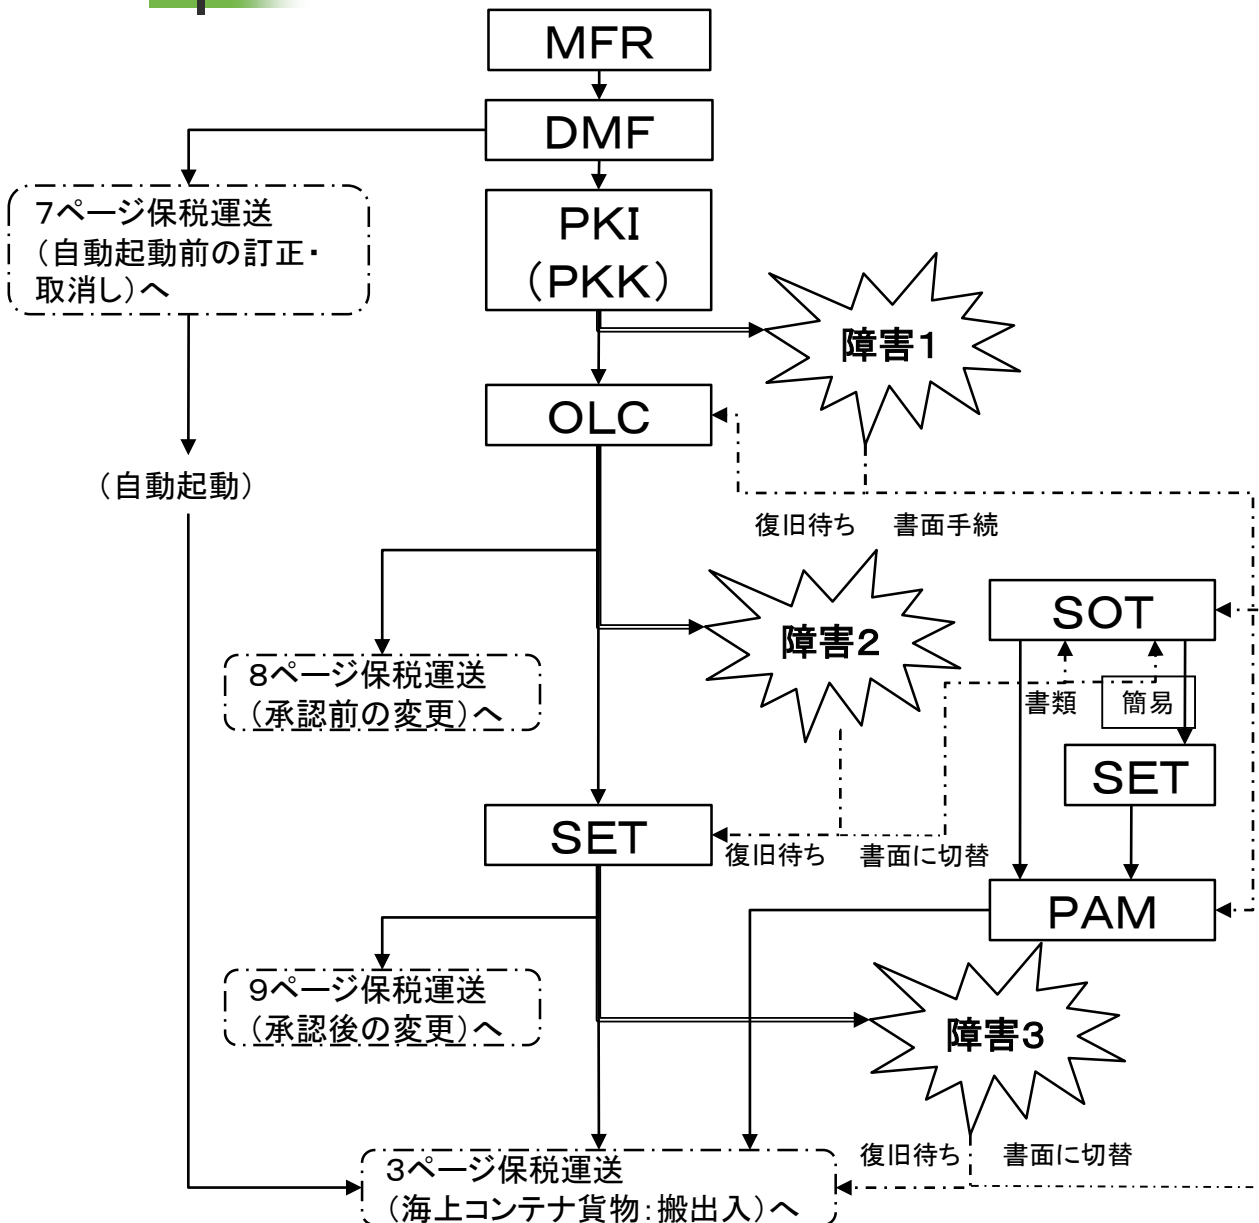 MFR
DMF
7ページ保税運送
(自動起動前の訂正・
取消し)へ
PKI
(PKK)
障害1
OLC
(自動起動)
復旧待ち
書面手続
障害2
SOT
8ページ保税運送
(承認前の変更)へ
書類
簡易
SET
SET
復旧待ち
書面に切替
PAM
9ページ保税運送
(承認後の変更)へ
障害3
復旧待ち
書面に切替
3ページ保税運送
(海上コンテナ貨物:搬出入)へ